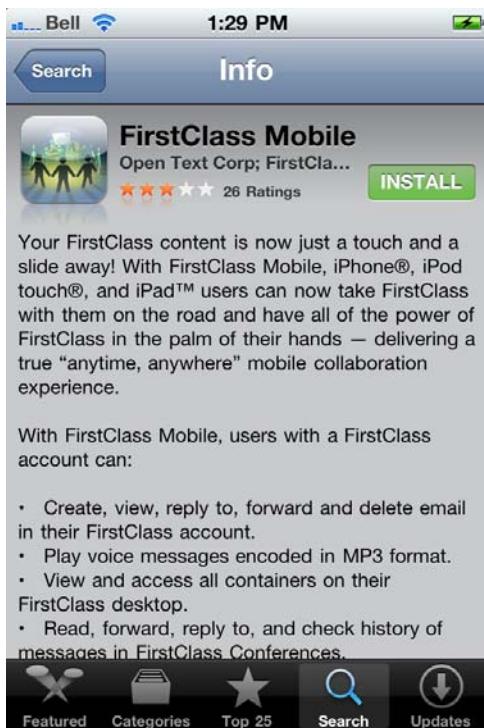 Bell 1:29 PM
Search Info
FirstClass Mobile
Open Text Corp; FirstCla...
26 Ratings
INSTALL
Your FirstClass content is now just a touch and a
slide away! With FirstClass Mobile, iPhone®, iPod
touch®, and iPad™ users can now take FirstClass
with them on the road and have all of the power of
FirstClass in the palm of their hands — delivering a
true “anytime, anywhere” mobile collaboration
experience.
With FirstClass Mobile, users with a FirstClass
account can:
• Create, view, reply to, forward and delete email
in their FirstClass account.
• Play voice messages encoded in MP3 format.
• View and access all containers on their
FirstClass desktop.
• Read, forward, reply to, and check history of
messages in FirstClass Conferences.
Featured Categories Top 25 Search Updates